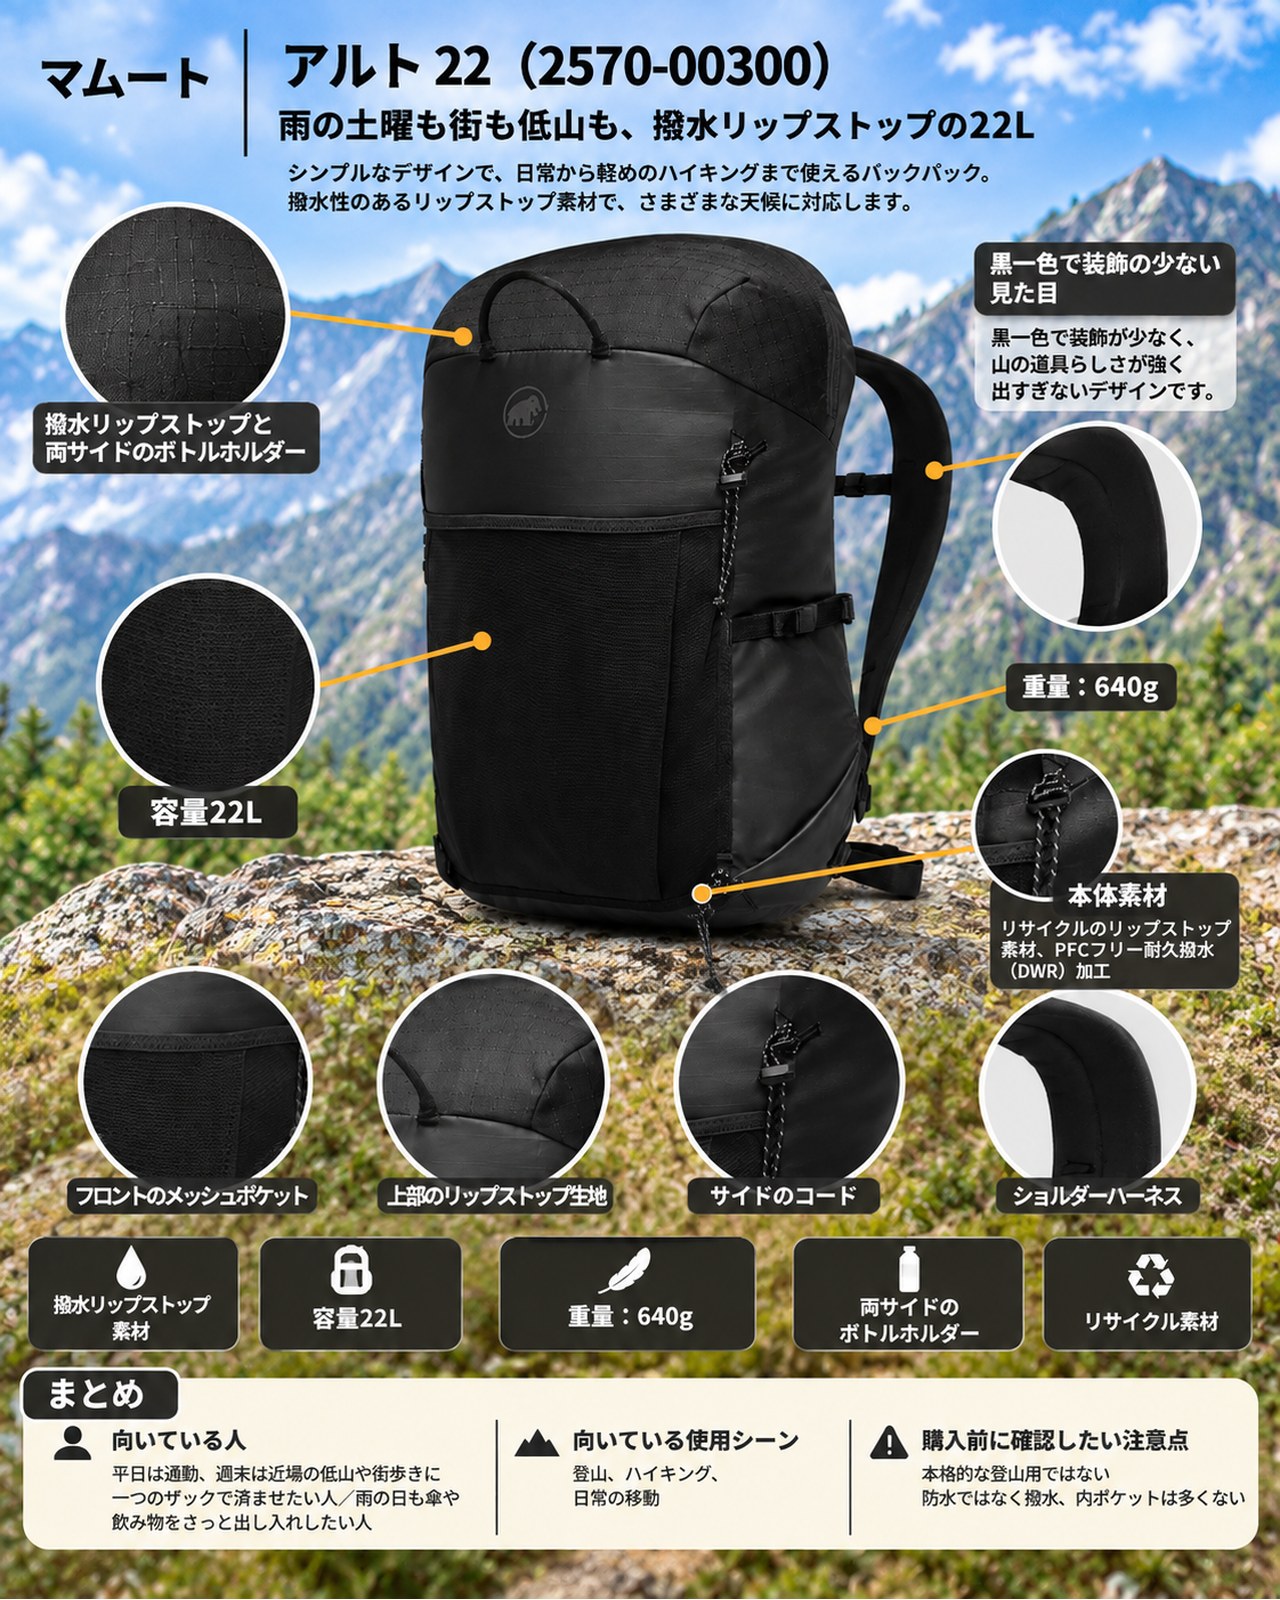 マムート
アルト 22（2570-00300）
雨の土曜も街も低山も、撥水リップストップの22L
シンプルなデザインで、日常から軽めのハイキングまで使えるバックパック。
撥水性のあるリップストップ素材で、さまざまな天候に対応します。
撥水リップストップと
両サイドのボトルホルダー
黒一色で装飾の少ない
見た目
黒一色で装飾が少なく、
山の道具らしさが強く
出すぎないデザインです。
容量22L
重量：640g
本体素材
リサイクルのリップストップ
素材、PFCフリー耐久撥水
（DWR）加工
フロントのメッシュポケット
上部のリップストップ生地
サイドのコード
ショルダーハーネス
撥水リップストップ
素材
容量22L
重量：640g
両サイドの
ボトルホルダー
リサイクル素材
まとめ
向いている人
平日は通勤、週末は近場の低山や街歩きに
一つのザックで済ませたい人／雨の日も傘や
飲み物をさっと出し入れしたい人
向いている使用シーン
登山、ハイキング、
日常の移動
購入前に確認したい注意点
本格的な登山用ではない
防水ではなく撥水、内ポケットは多くない